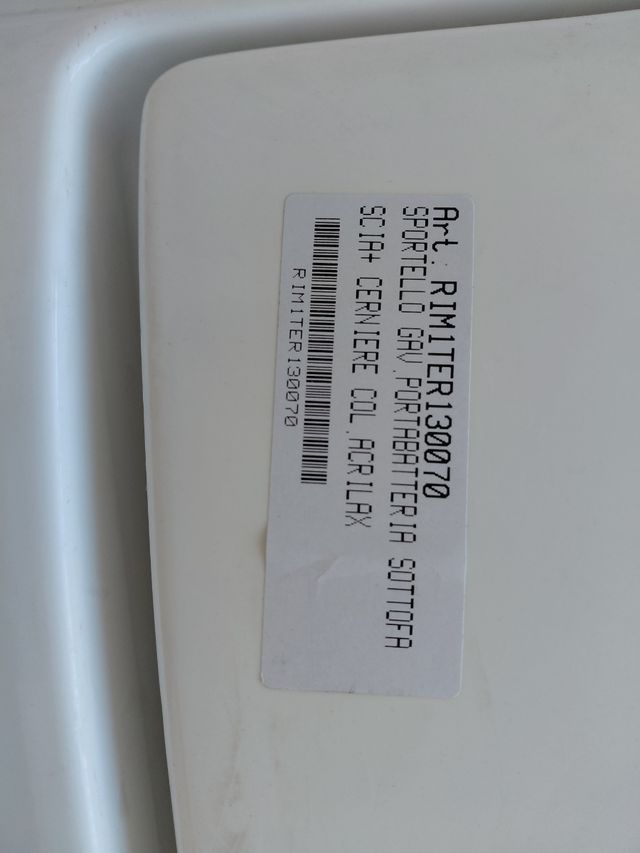 Art. RIM1TER130070
SPORTELLO GAV.PORTABATTERIA SOTTOFA
SCIA+ CERNIERE COL.ACRILAX
RIM1TER130070